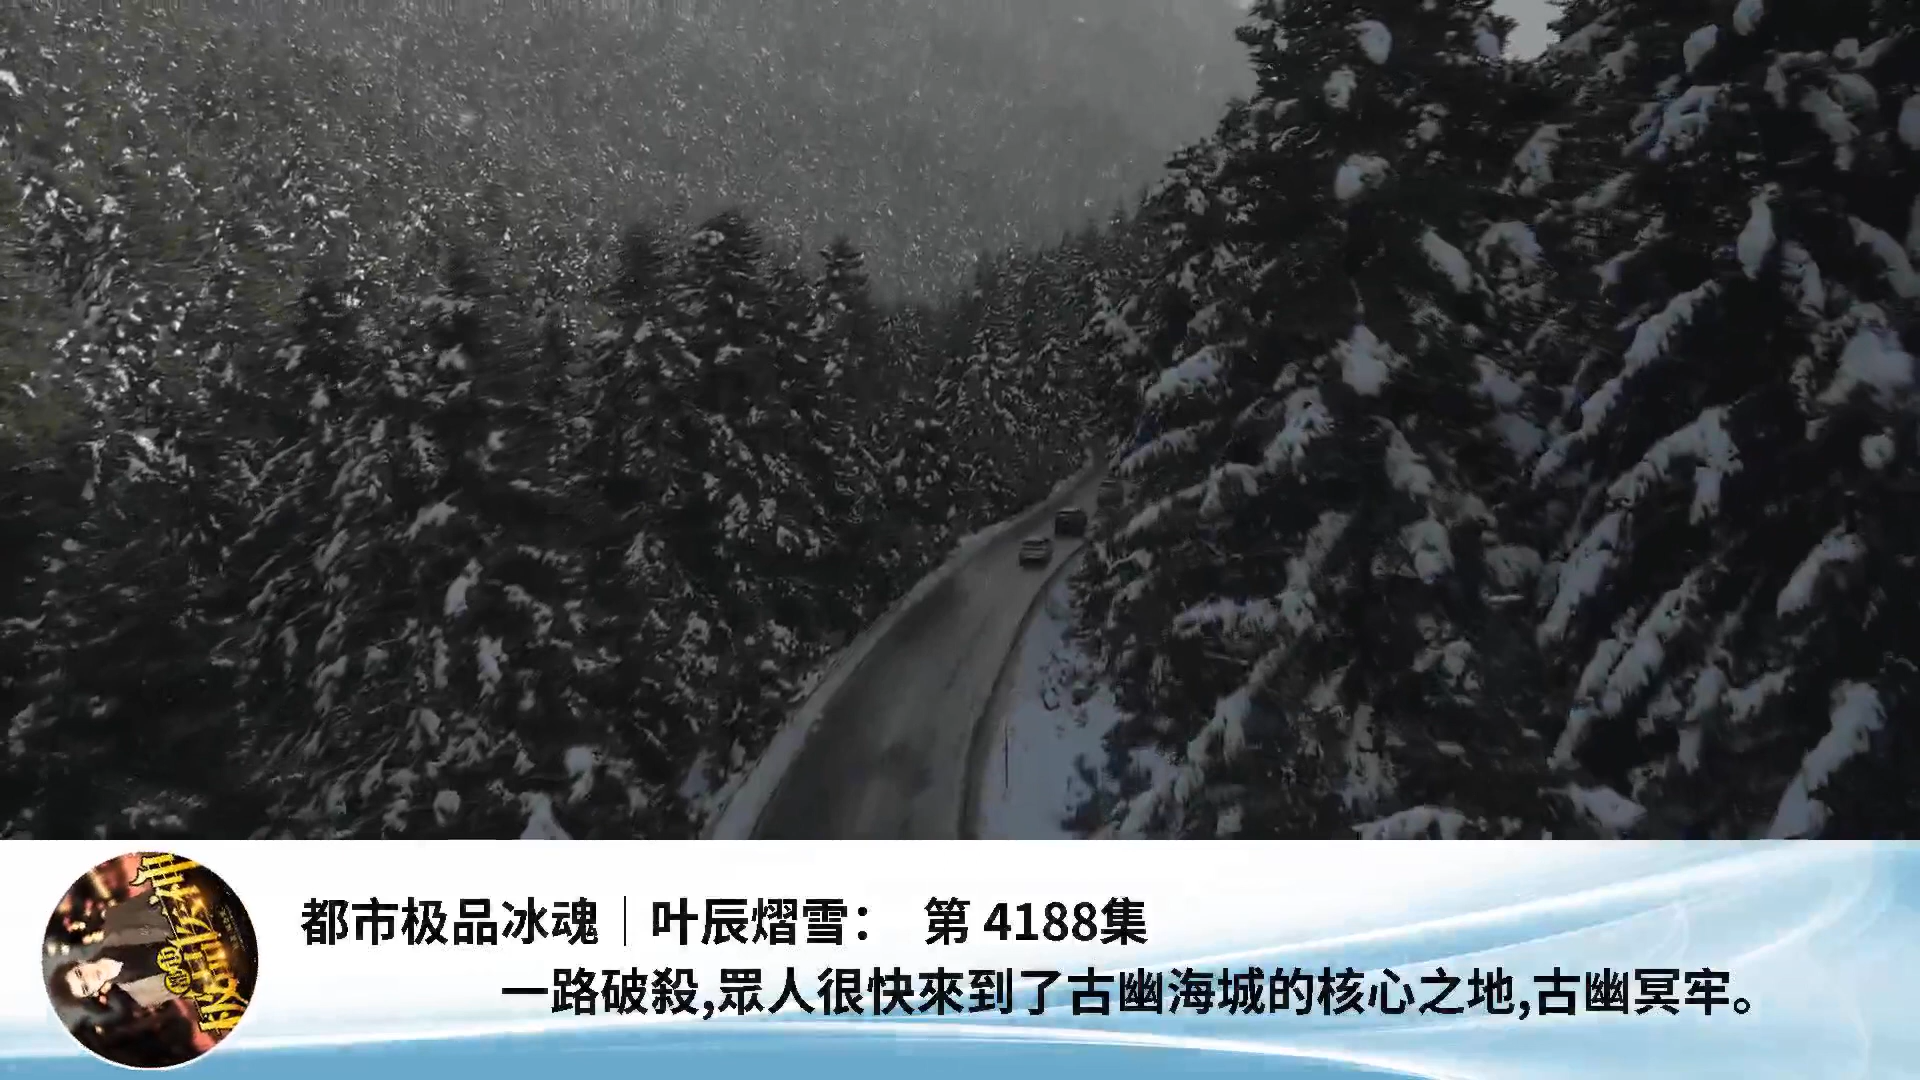 都市极品冰魂｜叶辰熠雪： 第 4188集
一路破殺,眾人很快來到了古幽海城的核心之地,古幽冥牢。